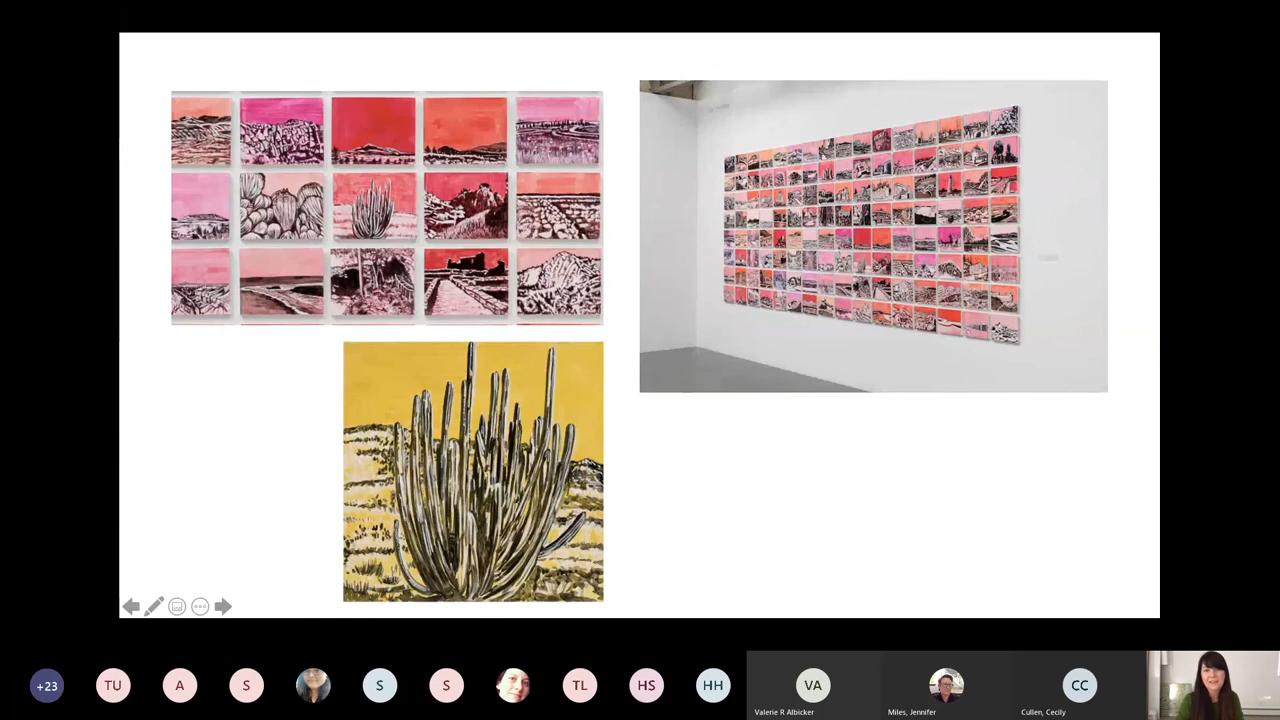 +23
TU
A
S
S
S
TL
HS
HH
VA
CC
Valerie R Albicker
Miles, Jennifer
Cullen, Cecily